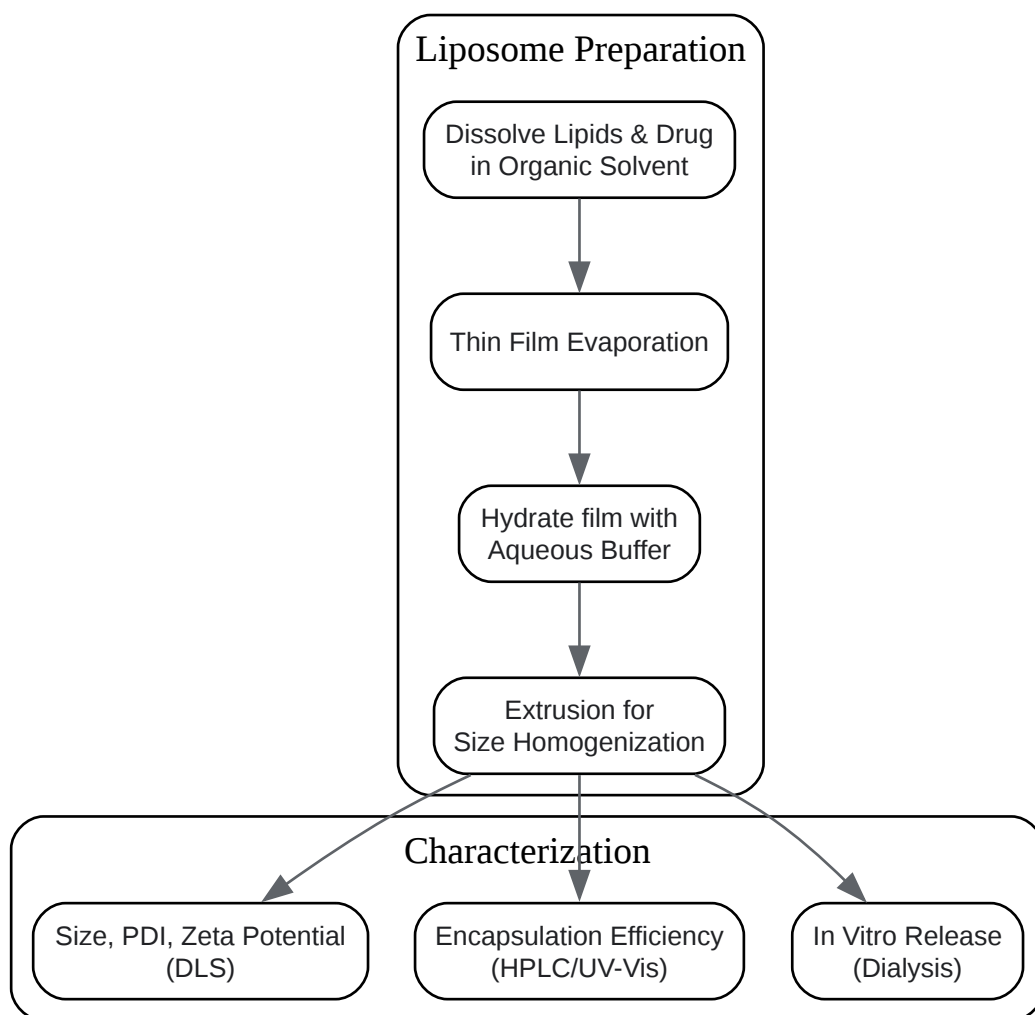 Liposome Preparation
Dissolve Lipids & Drug
in Organic Solvent
Thin Film Evaporation
Hydrate film with
Aqueous Buffer
Extrusion for
Size Homogenization
Characterization
Size, PDI, Zeta Potential
(DLS)
Encapsulation Efficiency
(HPLC/UV-Vis)
In Vitro Release
(Dialysis)